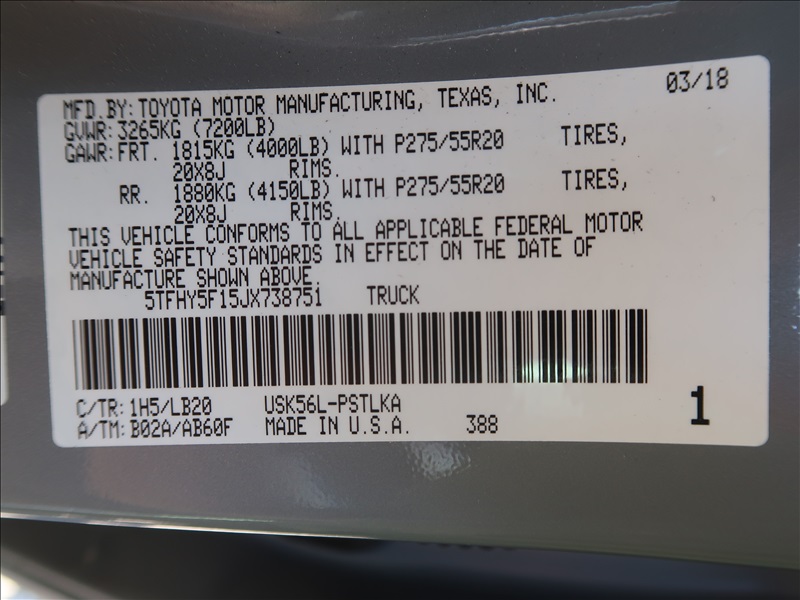 MFD.BY: TOYOTA MOTOR MANUFACTURING, TEXAS, INC. 03/18
GVWR: 3265KG (7200LB)
GAWR: FRT. 1815KG (4000LB) WITH P275/55R20 TIRES,
20X8J RIMS.
RR. 1880KG (4150LB) WITH P275/55R20 TIRES,
20X8J RIMS.
THIS VEHICLE CONFORMS TO ALL APPLICABLE FEDERAL MOTOR
VEHICLE SAFETY STANDARDS IN EFFECT ON THE DATE OF
MANUFACTURE SHOWN ABOVE.
5TFHY5F15JX738751 TRUCK
C/TR: 1H5/LB20 USK56L-PSTLKA
A/TM: B02A/AB60F MADE IN U.S.A. 388
1